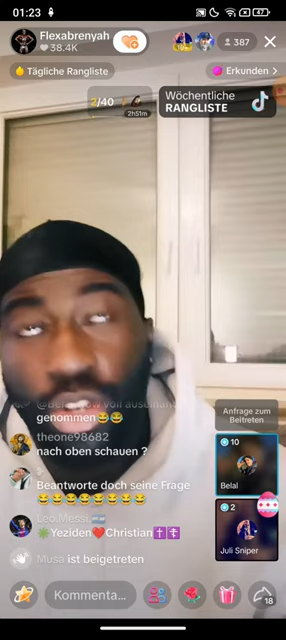 01:23
47
Flexabrenyah
38.4K
387
Tägliche Rangliste
Erkunden >
2/40
2h51m
Wöchentliche
RANGLISTE
genommen😂😂
theone98682
nach oben schauen ?
Beantworte doch seine Frage
😂😂😂😂😂😂😂😂
Leo Messi 🇦🇷
✳️Yeziden❤️Christian✝️☦️
Musa ist beigetreten
Anfrage zum
Beitreten
10
Belal
2
Juli Sniper
Kommenta...
18